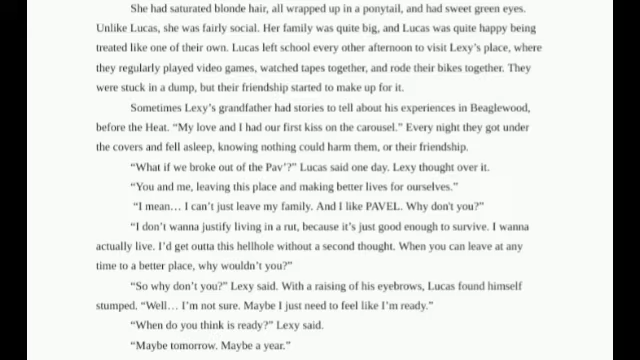 She had saturated blonde hair, all wrapped up in a ponytail, and had sweet green eyes.
Unlike Lucas, she was fairly social. Her family was quite big, and Lucas was quite happy being
treated like one of their own. Lucas left school every other afternoon to visit Lexy’s place, where
they regularly played video games, watched tapes together, and rode their bikes together. They
were stuck in a dump, but their friendship started to make up for it.
Sometimes Lexy’s grandfather had stories to tell about his experiences in Beaglewood,
before the Heat. “My love and I had our first kiss on the carousel.” Every night they got under
the covers and fell asleep, knowing nothing could harm them, or their friendship.
“What if we broke out of the Pav’?” Lucas said one day. Lexy thought over it.
“You and me, leaving this place and making better lives for ourselves.”
“I mean… I can’t just leave my family. And I like PAVEL. Why don't you?”
“I don’t wanna justify living in a rut, because it’s just good enough to survive. I wanna
actually live. I’d get outta this hellhole without a second thought. When you can leave at any
time to a better place, why wouldn’t you?”
“So why don’t you?” Lexy said. With a raising of his eyebrows, Lucas found himself
stumped. “Well… I’m not sure. Maybe I just need to feel like I’m ready.”
“When do you think is ready?” Lexy said.
“Maybe tomorrow. Maybe a year.”